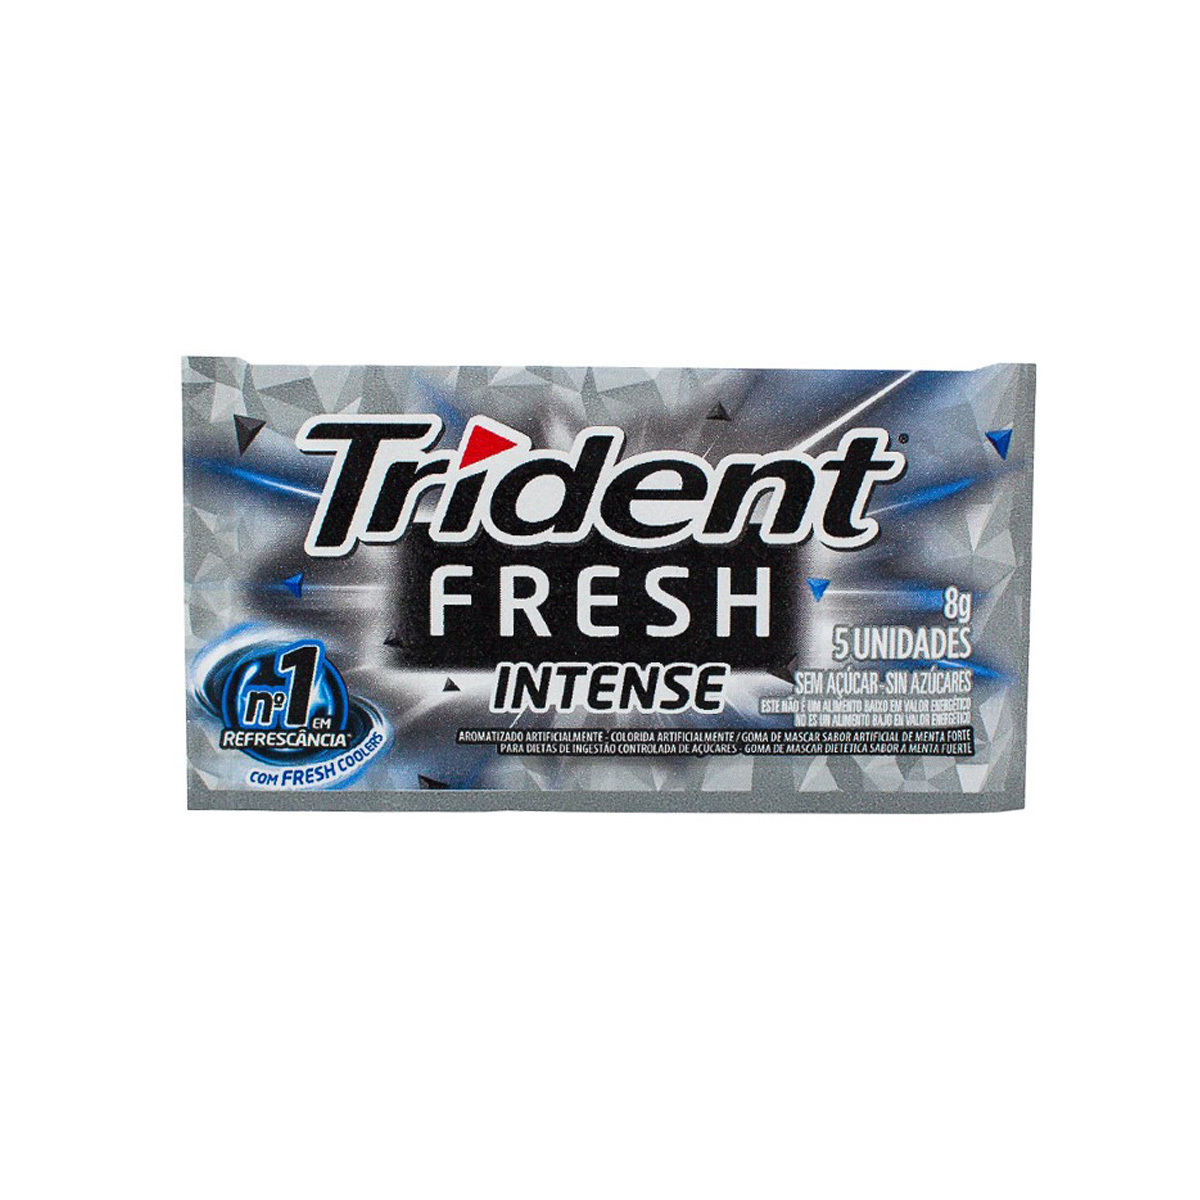 Trident®
FRESH
INTENSE
8g
5 UNIDADES
SEM AÇÚCAR - SIN AZÚCARES
ESTE NÃO É UM ALIMENTO BAIXO EM VALOR ENERGÉTICO
NO ES UN ALIMENTO BAJO EN VALOR ENERGÉTICO
AROMATIZADO ARTIFICIALMENTE - COLORIDA ARTIFICIALMENTE / GOMA DE MASCAR SABOR ARTIFICIAL DE MENTA FORTE
PARA DIETAS DE INGESTÃO CONTROLADA DE AÇÚCARES - GOMA DE MASCAR DIETÉTICA SABOR A MENTA FUERTE
nº1 EM
REFRESCÂNCIA*
COM FRESH COOLERS